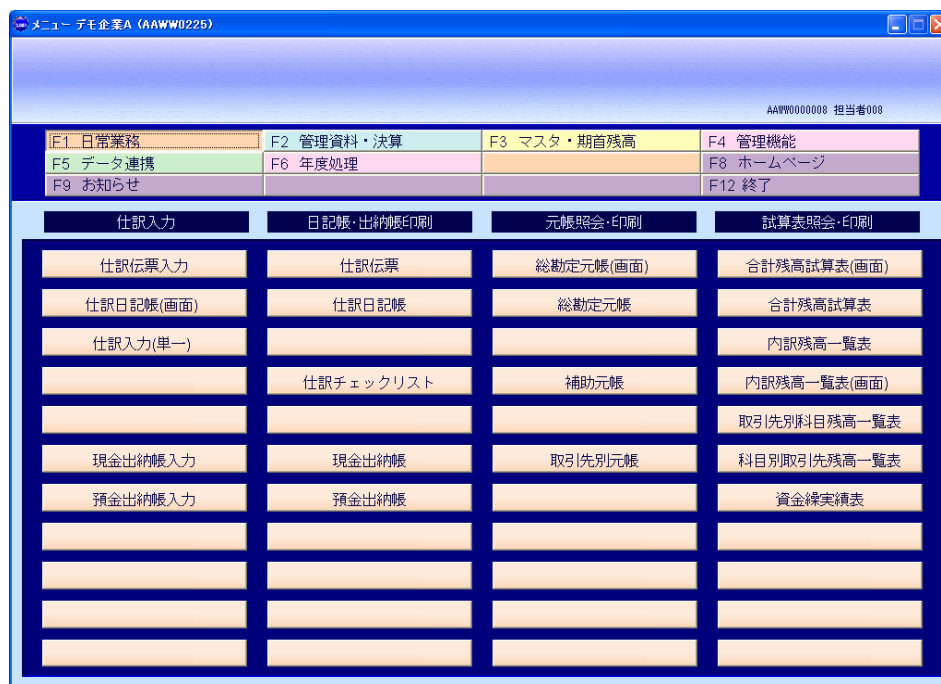 メニュー デモ企業A (AAWW0225)
AAWW0000008 担当者008
F1 日常業務 F2 管理資料・決算 F3 マスタ・期首残高 F4 管理機能
F5 データ連携 F6 年度処理 F8 ホームページ
F9 お知らせ F12 終了
仕訳入力 日記帳・出納帳印刷 元帳照会・印刷 試算表照会・印刷
仕訳伝票入力 仕訳伝票 総勘定元帳(画面) 合計残高試算表(画面)
仕訳日記帳(画面) 仕訳日記帳 総勘定元帳 合計残高試算表
仕訳入力(単一) 内訳残高一覧表
仕訳チェックリスト 補助元帳 内訳残高一覧表(画面)
取引先別科目残高一覧表
現金出納帳入力 現金出納帳 取引先別元帳 科目別取引先残高一覧表
預金出納帳入力 預金出納帳 資金繰実績表